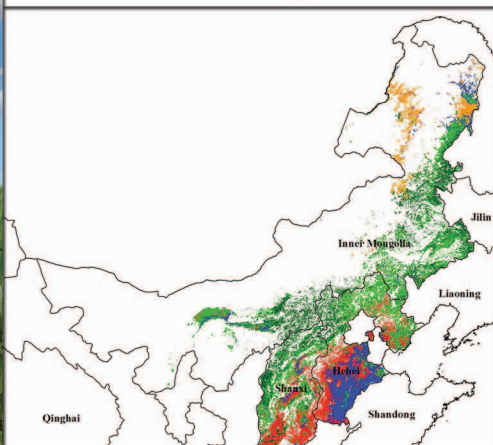 Jilin
Inner Mongolia
Liaoning
Hebei
Shanxi
Shandong
Qinghai